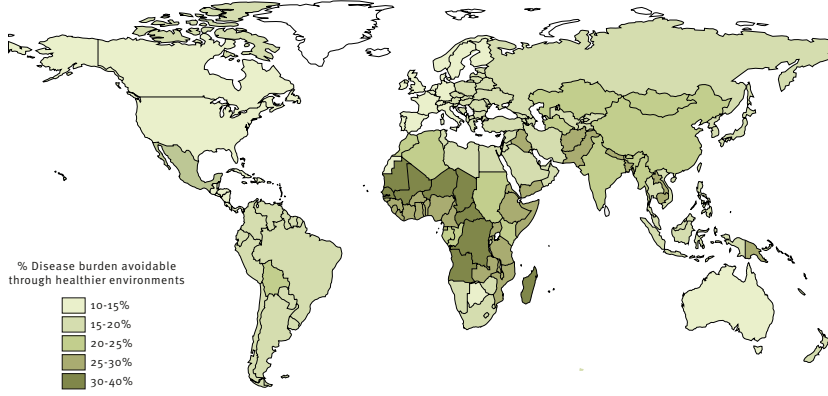 % Disease burden avoidable
through healthier environments
10-15%
15-20%
20-25%
25-30%
30-40%